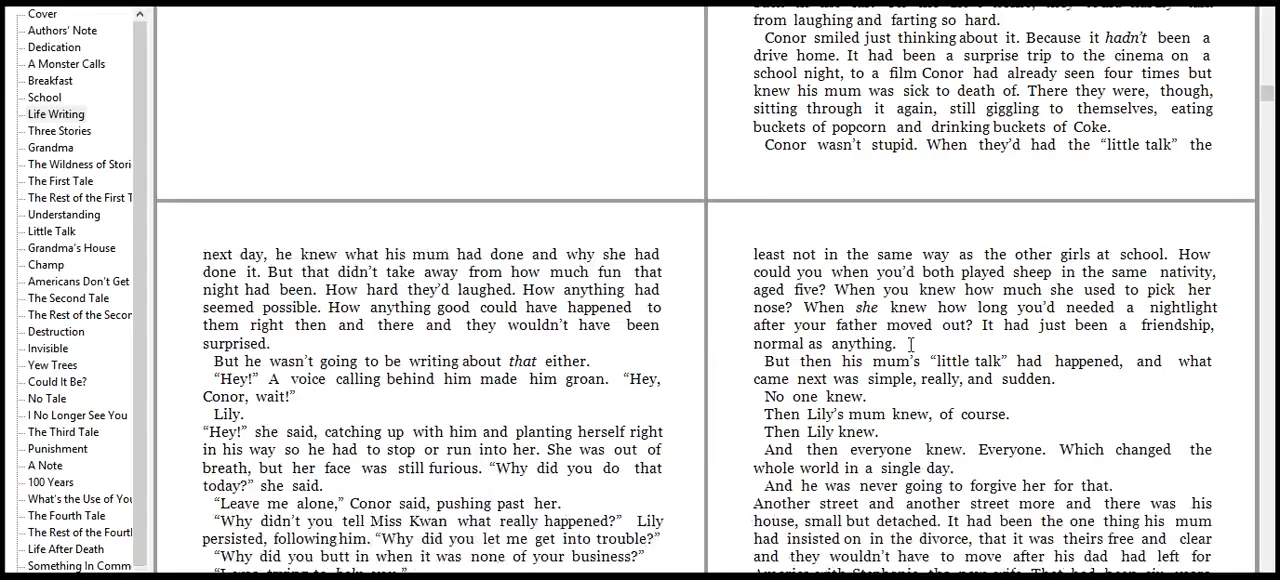 Cover
Authors' Note
Dedication
A Monster Calls
Breakfast
School
Life Writing
Three Stories
Grandma
The Wildness of Stori
The First Tale
The Rest of the First T
Understanding
Little Talk
Grandma's House
Champ
Americans Don't Get
The Second Tale
The Rest of the Secor
Destruction
Invisible
Yew Trees
Could It Be?
No Tale
I No Longer See You
The Third Tale
Punishment
A Note
100 Years
What's the Use of You
The Fourth Tale
The Rest of the Fourth
Life After Death
Something In Comm
from laughing and farting so hard.
Conor smiled just thinking about it. Because it hadn't been a
drive home. It had been a surprise trip to the cinema on a
school night, to a film Conor had already seen four times but
knew his mum was sick to death of. There they were, though,
sitting through it again, still giggling to themselves, eating
buckets of popcorn and drinking buckets of Coke.
Conor wasn't stupid. When they'd had the “little talk” the
next day, he knew what his mum had done and why she had
done it. But that didn't take away from how much fun that
night had been. How hard they'd laughed. How anything had
seemed possible. How anything good could have happened to
them right then and there and they wouldn't have been
surprised.
But he wasn't going to be writing about that either.
“Hey!” A voice calling behind him made him groan. “Hey,
Conor, wait!”
Lily.
“Hey!” she said, catching up with him and planting herself right
in his way so he had to stop or run into her. She was out of
breath, but her face was still furious. “Why did you do that
today?” she said.
“Leave me alone,” Conor said, pushing past her.
“Why didn't you tell Miss Kwan what really happened?” Lily
persisted, following him. “Why did you let me get into trouble?”
“Why did you butt in when it was none of your business?”
“I was trying to help you.”
least not in the same way as the other girls at school. How
could you when you'd both played sheep in the same nativity,
aged five? When you knew how much she used to pick her
nose? When she knew how long you'd needed a nightlight
after your father moved out? It had just been a friendship,
normal as anything.
But then his mum's “little talk” had happened, and what
came next was simple, really, and sudden.
No one knew.
Then Lily's mum knew, of course.
Then Lily knew.
And then everyone knew. Everyone. Which changed the
whole world in a single day.
And he was never going to forgive her for that.
Another street and another street more and there was his
house, small but detached. It had been the one thing his mum
had insisted on in the divorce, that it was theirs free and clear
and they wouldn't have to move after his dad had left for
America with Stephanie, the new wife. That had been six years